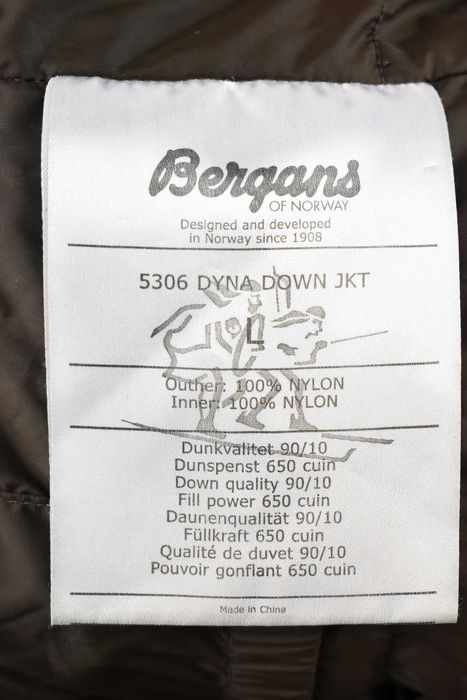 Bergans
OF NORWAY
Designed and developed
in Norway since 1908
5306 DYNA DOWN JKT
L
Outher: 100% NYLON
Inner: 100% NYLON
Dunkvalitet 90/10
Dunspenst 650 cuin
Down quality 90/10
Fill power 650 cuin
Daunenqualität 90/10
Füllkraft 650 cuin
Qualité de duvet 90/10
Pouvoir gonflant 650 cuin
Made in China